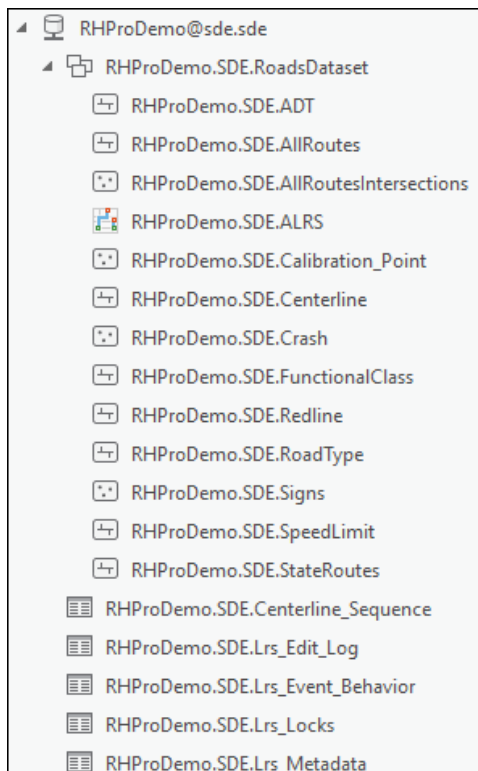 RHProDemo@sde.sde
RHProDemo.SDE.RoadsDataset
RHProDemo.SDE.ADT
RHProDemo.SDE.AllRoutes
RHProDemo.SDE.AllRoutesIntersections
RHProDemo.SDE.ALRS
RHProDemo.SDE.Calibration_Point
RHProDemo.SDE.Centerline
RHProDemo.SDE.Crash
RHProDemo.SDE.FunctionalClass
RHProDemo.SDE.Redline
RHProDemo.SDE.RoadType
RHProDemo.SDE.Signs
RHProDemo.SDE.SpeedLimit
RHProDemo.SDE.StateRoutes
RHProDemo.SDE.Centerline_Sequence
RHProDemo.SDE.Lrs_Edit_Log
RHProDemo.SDE.Lrs_Event_Behavior
RHProDemo.SDE.Lrs_Locks
RHProDemo.SDE.Lrs_Metadata